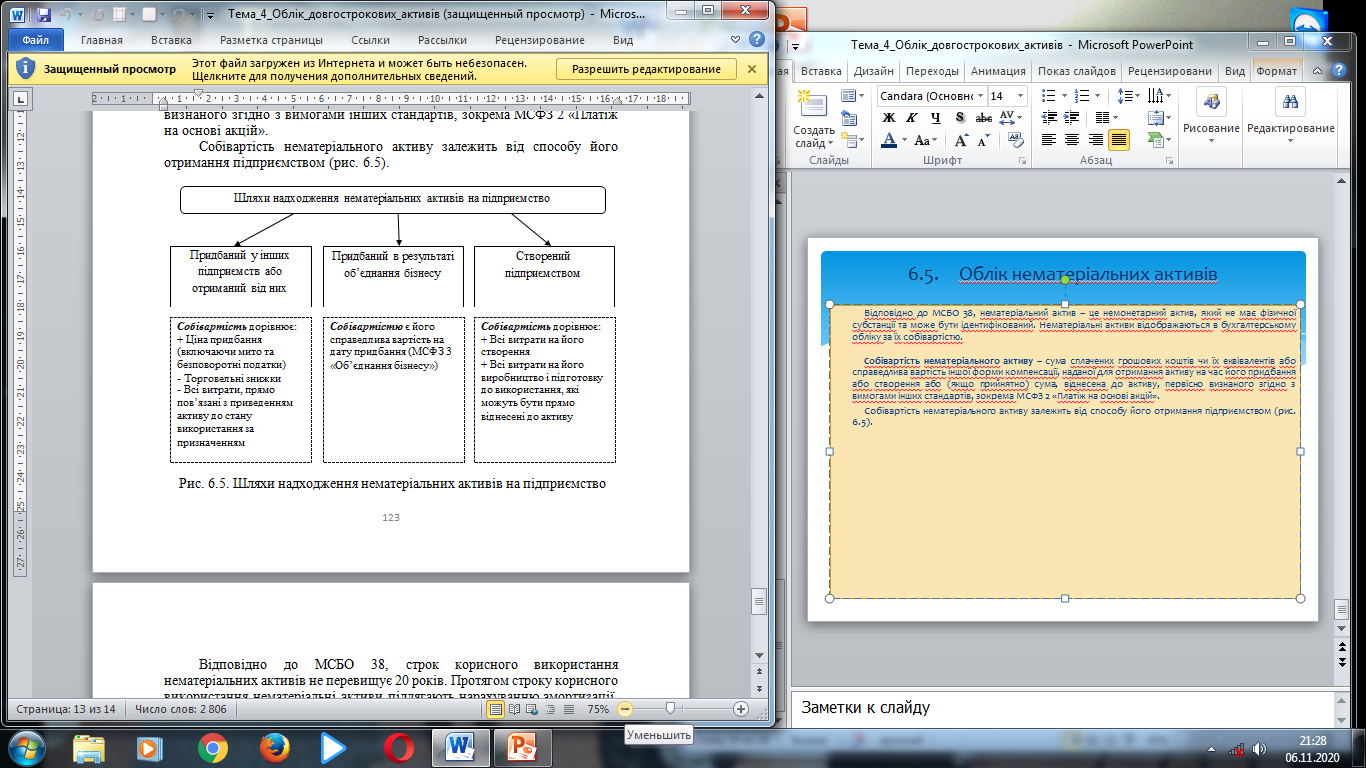 Тема_4_Облік_довгострокових_активів (защищенный просмотр) - Micros...
Файл
Главная
Вставка
Разметка страницы
Ссылки
Рассылки
Рецензирование
Вид
Защищенный просмотр
Этот файл загружен из Интернета и может быть небезопасен.
Щелкните для получения дополнительных сведений.
Разрешить редактирование
визнаного згідно з вимогами інших стандартів, зокрема МСФЗ 2 «Платіж
на основі акцій».
Собівартість нематеріального активу залежить від способу його
отримання підприємством (рис. 6.5).
Шляхи надходження нематеріальних активів на підприємство
Придбаний у інших
підприємств або
отриманий від них
Придбаний в результаті
об’єднання бізнесу
Створений
підприємством
Собівартість дорівнює:
+ Ціна придбання
(включаючи мито та
безповоротні податки)
- Торговельні знижки
- Всі витрати, прямо
пов’язані з приведенням
активу до стану
використання за
призначенням
Собівартістю є його
справедлива вартість на
дату придбання (МСФЗ 3
«Об’єднання бізнесу»)
Собівартість дорівнює:
+ Всі витрати на його
створення
+ Всі витрати на його
виробництво і підготовку
до використання, які
можуть бути прямо
віднесені до активу
Рис. 6.5. Шляхи надходження нематеріальних активів на підприємство
123
Відповідно до МСБО 38, строк корисного використання
нематеріальних активів не перевищує 20 років. Протягом строку корисного
використання нематеріальні активи підлягають нарахуванню амортизації.
Страница: 13 из 14
Число слов: 2 806
75%
Уменьшить
Тема_4_Облік_довгострокових_активів - Microsoft PowerPoint
Вставка
Дизайн
Переходы
Анимация
Показ слайдов
Рецензировани
Вид
Формат
Создать
слайд
Слайды
Candara (Основно
14
Ж К Ч S abc
Aa
Шрифт
Абзац
Рисование
Редактирование
6.5. Облік нематеріальних активів
Відповідно до МСБО 38, нематеріальний актив – це немонетарний актив, який не має фізичної
субстанції та може бути ідентифікований. Нематеріальні активи відображаються в бухгалтерському
обліку за їх собівартістю.
Собівартість нематеріального активу – сума сплачених грошових коштів чи їх еквівалентів або
справедлива вартість іншої форми компенсації, наданої для отримання активу на час його придбання
або створення або (якщо прийнятно) сума, віднесена до активу, первісно визнаного згідно з
вимогами інших стандартів, зокрема МСФЗ 2 «Платіж на основі акцій».
Собівартість нематеріального активу залежить від способу його отримання підприємством (рис.
6.5).
Заметки к слайду
21:28
06.11.2020